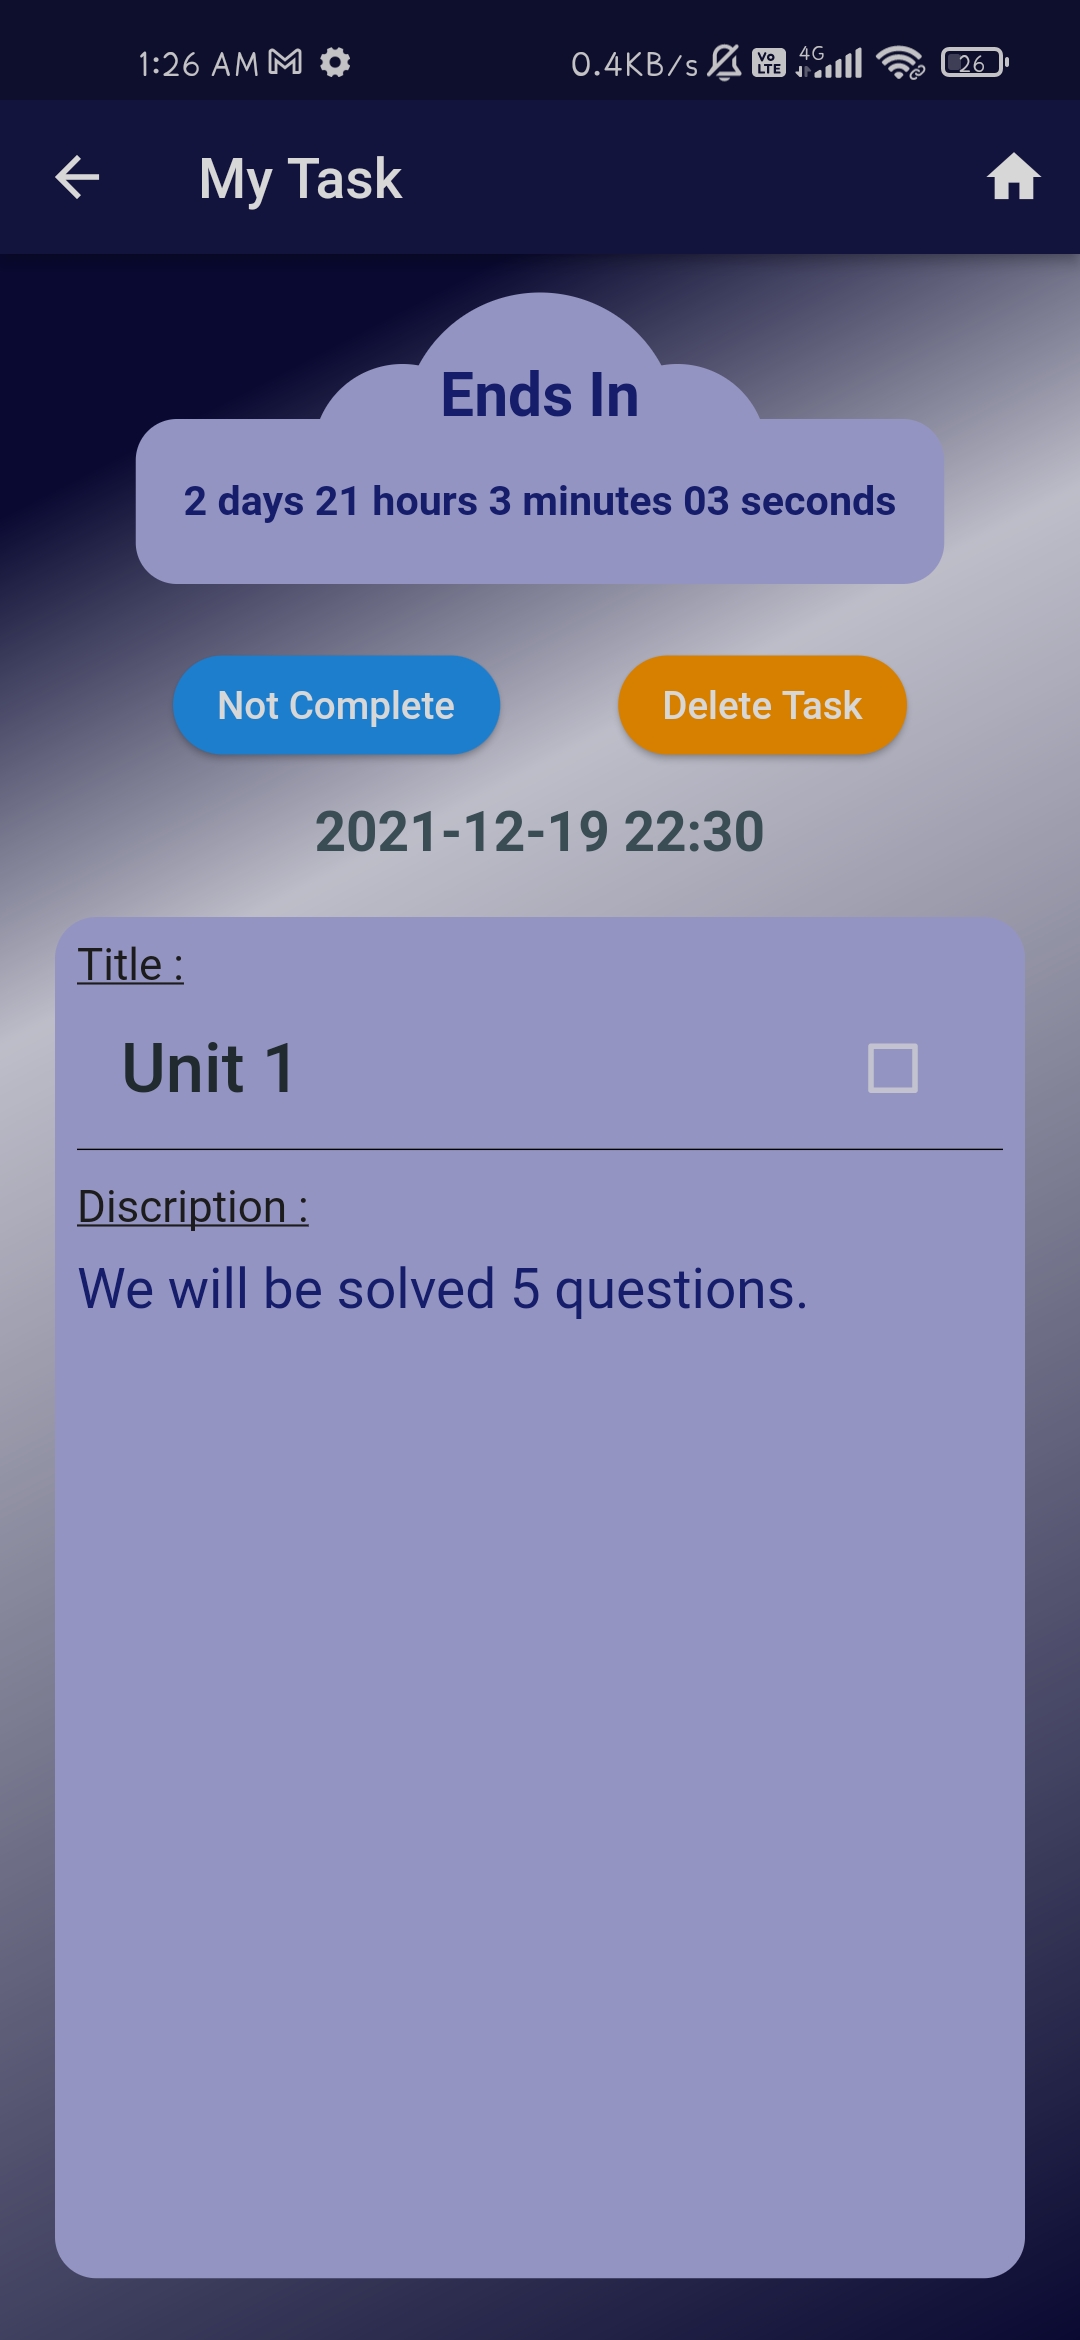 1:26 AM 0.4KB/s Vo LTE 4G 26
My Task
Ends In
2 days 21 hours 3 minutes 03 seconds
Not Complete Delete Task
2021-12-19 22:30
Title :
Unit 1
Discription :
We will be solved 5 questions.